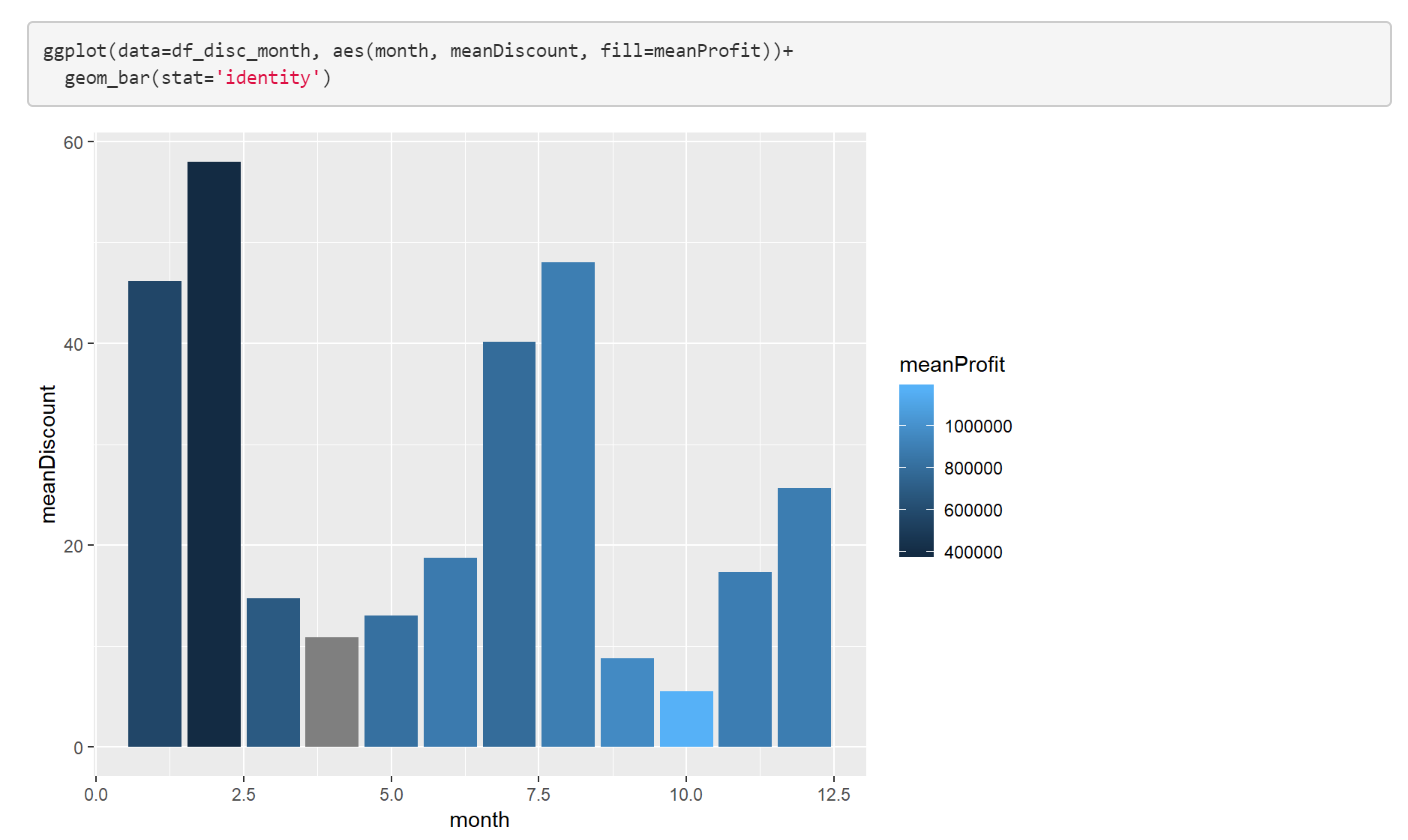 ggplot(data=df_disc_month, aes(month, meanDiscount, fill=meanProfit))+
  geom_bar(stat='identity')
60
40
20
0
meanDiscount
0.0 2.5 5.0 7.5 10.0 12.5
month
meanProfit
1000000
800000
600000
400000